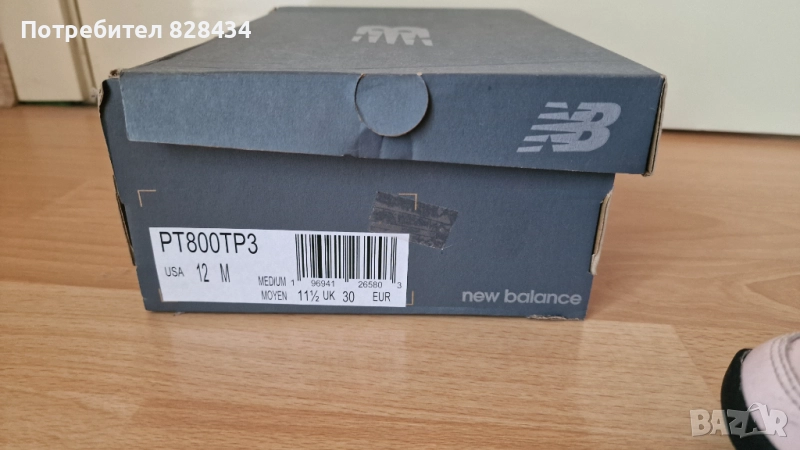 Потребител 828434
NB
PT800TP3
USA 12 M
MEDIUM
MOYEN 11½ UK 30 EUR
1 96941 26580 3
new balance
BAZAR